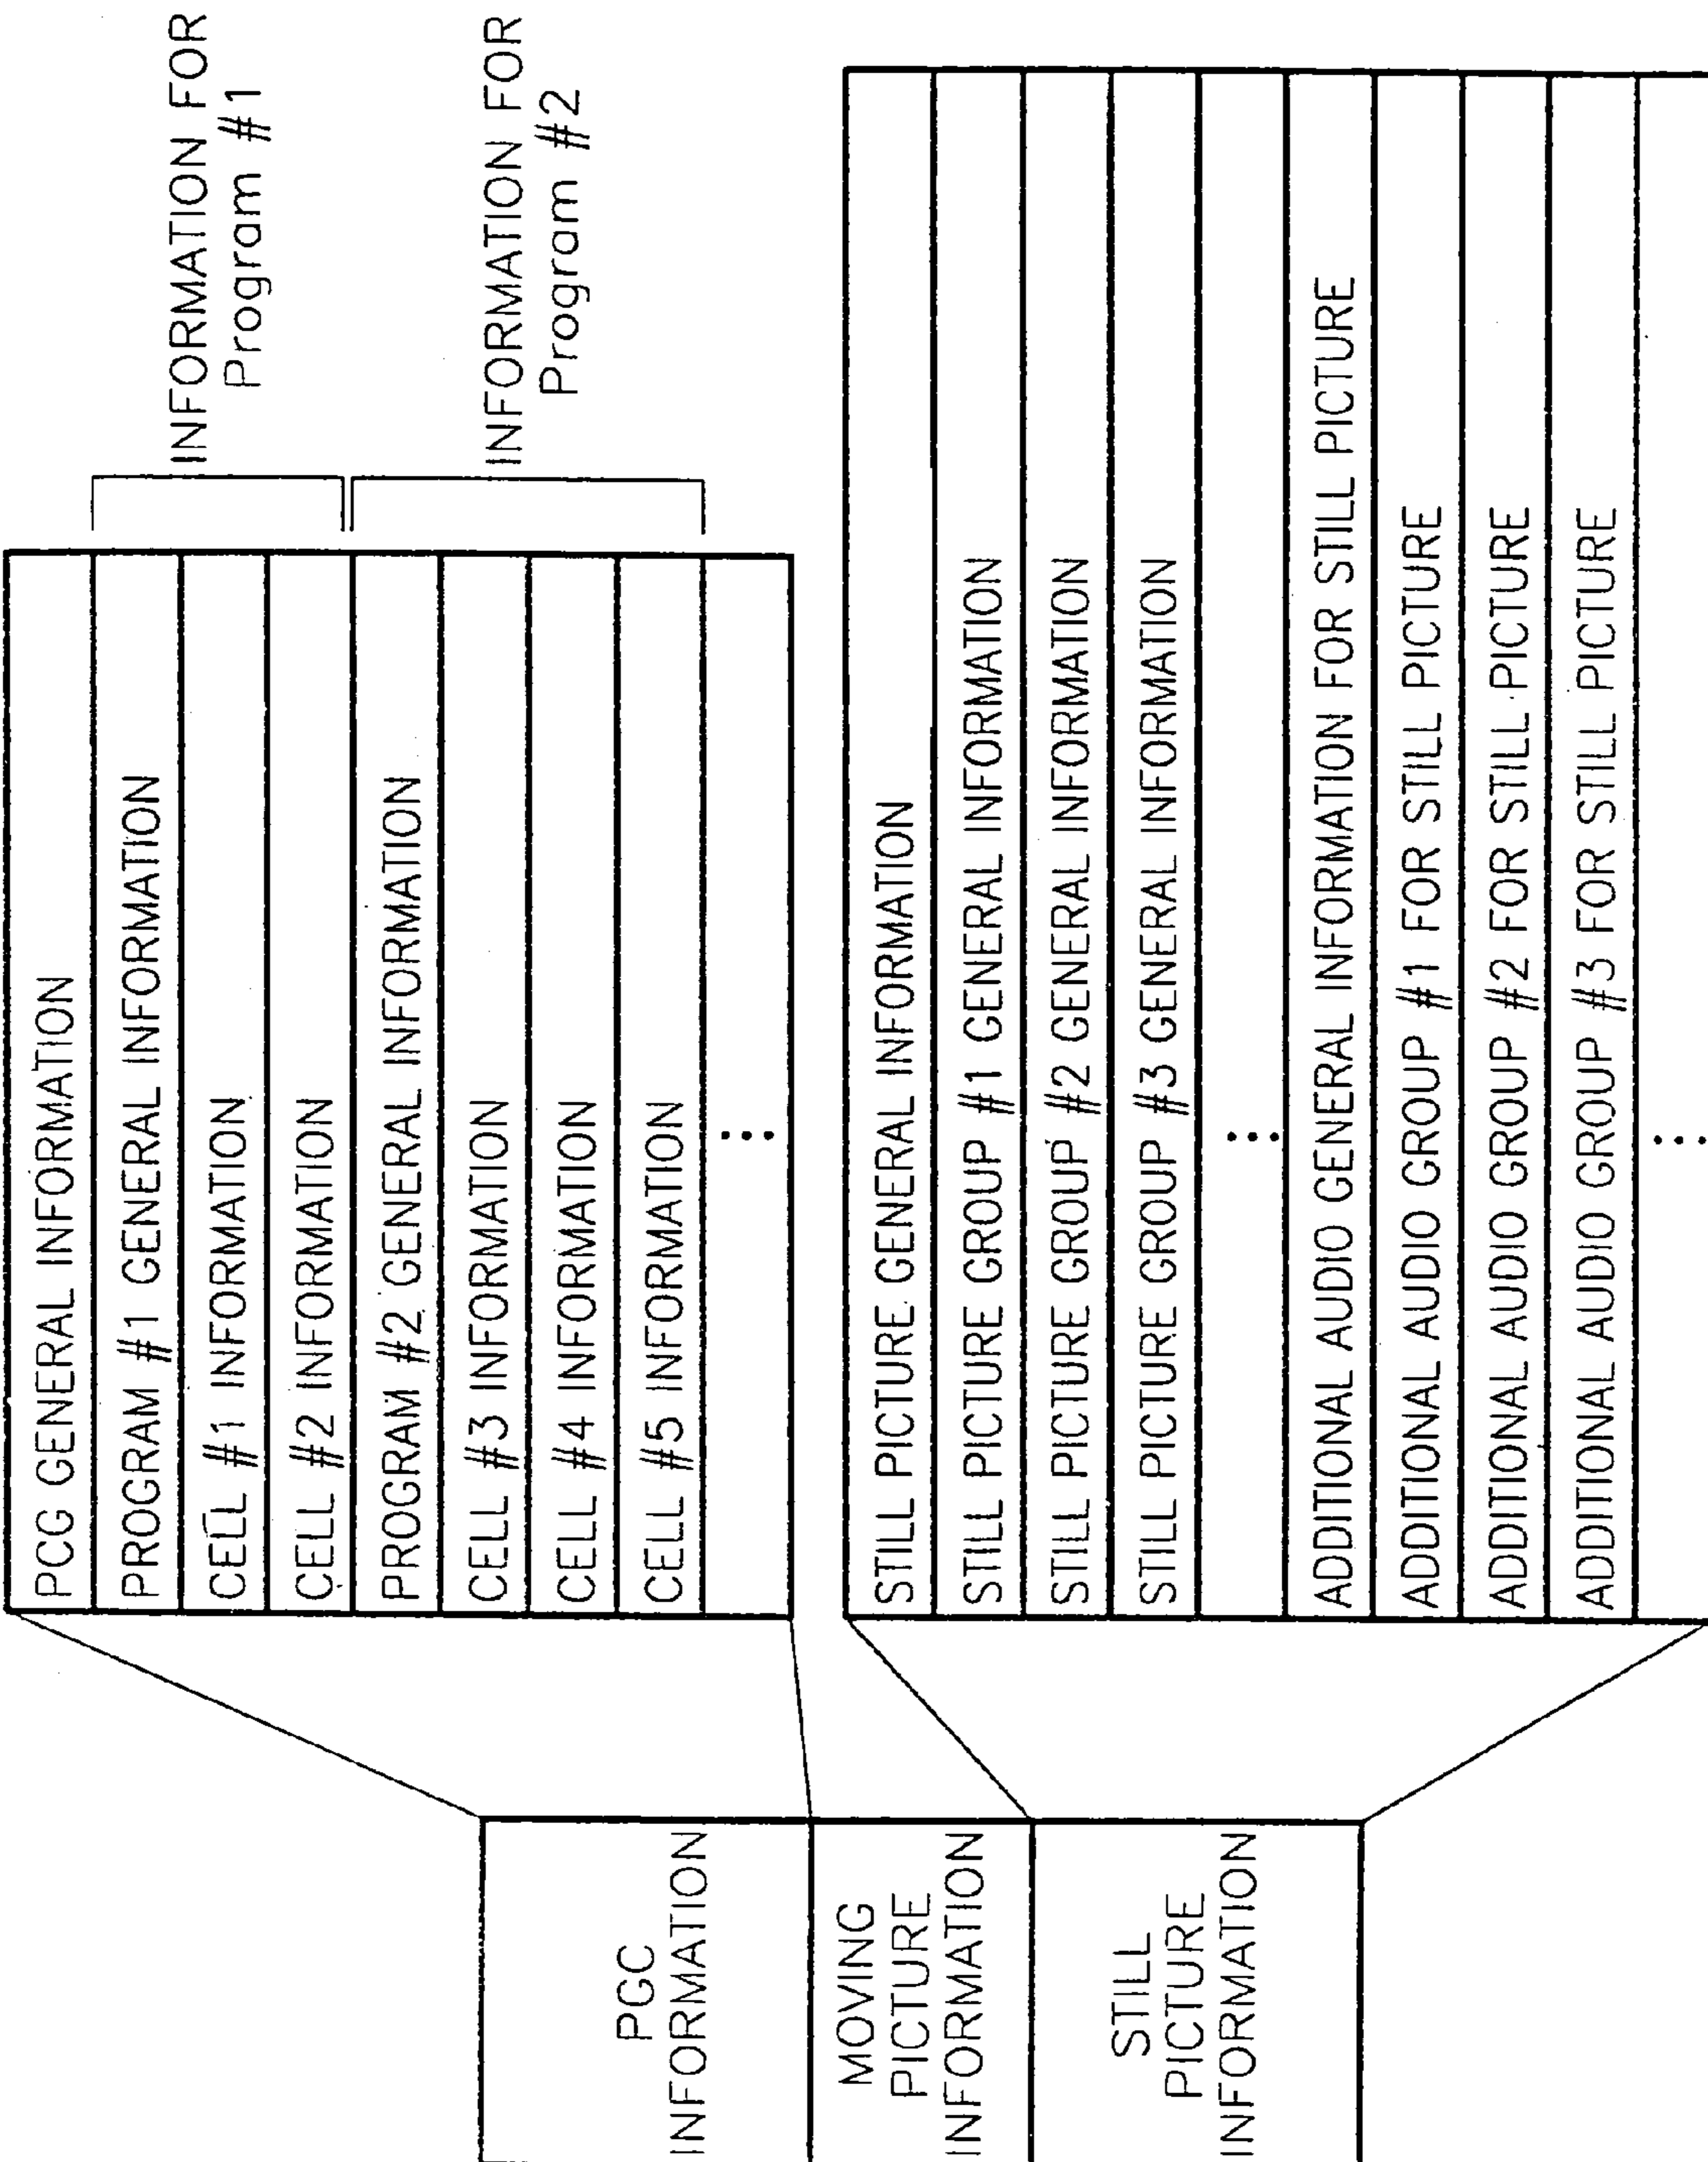 PGC
INFORMATION
MOVING
PICTURE
INFORMATION
STILL
PICTURE
INFORMATION
PCG GENERAL INFORMATION
PROGRAM #1 GENERAL INFORMATION
CELL #1 INFORMATION
CELL #2 INFORMATION
PROGRAM #2 GENERAL INFORMATION
CELL #3 INFORMATION
CELL #4 INFORMATION
CELL #5 INFORMATION
...
INFORMATION FOR
Program #1
INFORMATION FOR
Program #2
STILL PICTURE GENERAL INFORMATION
STILL PICTURE GROUP #1 GENERAL INFORMATION
STILL PICTURE GROUP #2 GENERAL INFORMATION
STILL PICTURE GROUP #3 GENERAL INFORMATION
...
ADDITIONAL AUDIO GENERAL INFORMATION FOR STILL PICTURE
ADDITIONAL AUDIO GROUP #1 FOR STILL PICTURE
ADDITIONAL AUDIO GROUP #2 FOR STILL PICTURE
ADDITIONAL AUDIO GROUP #3 FOR STILL PICTURE
...